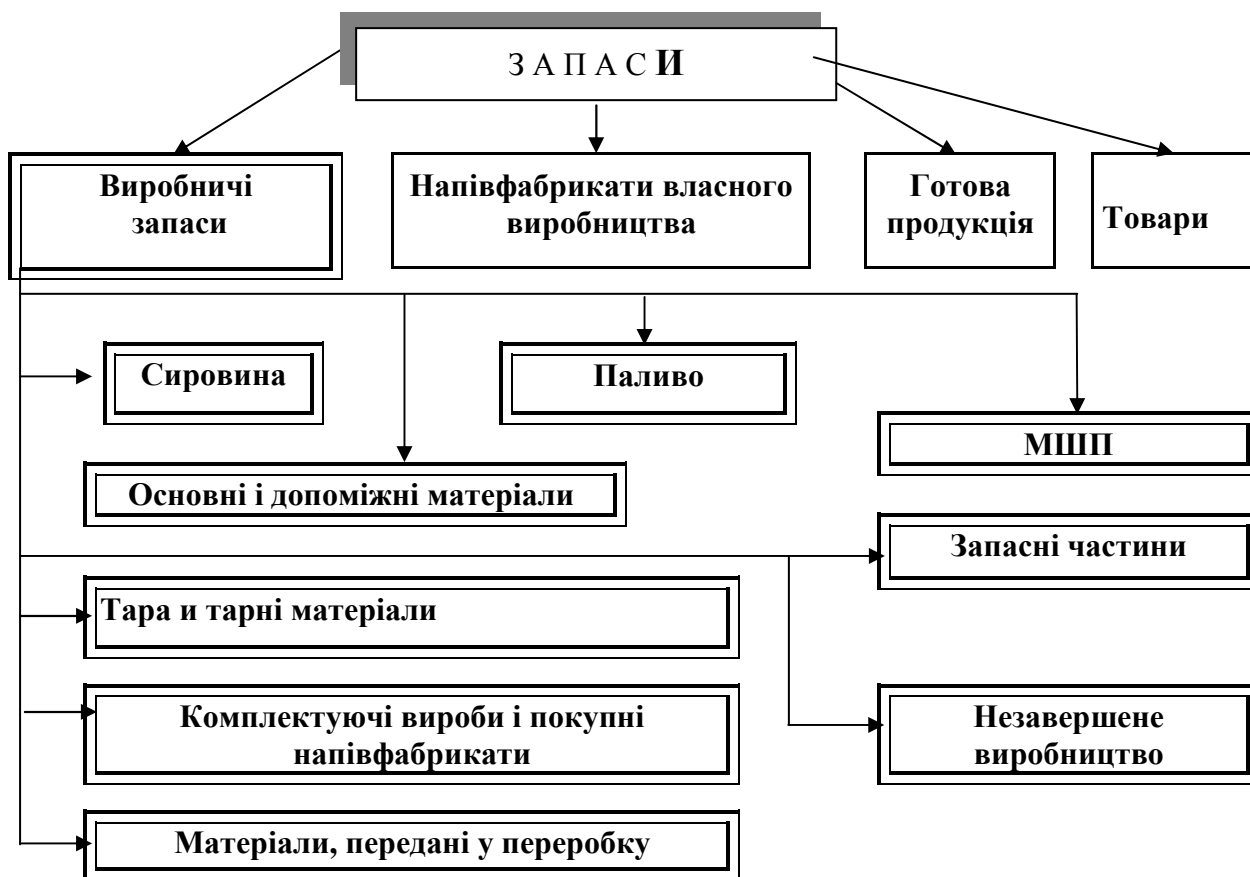 З А П А С И
Виробничі
запаси
Напівфабрикати власного
виробництва
Готова
продукція
Товари
Сировина
Паливо
МШП
Основні і допоміжні матеріали
Запасні частини
Тара и тарні матеріали
Комплектуючі вироби і покупні
напівфабрикати
Незавершене
виробництво
Матеріали, передані у переробку